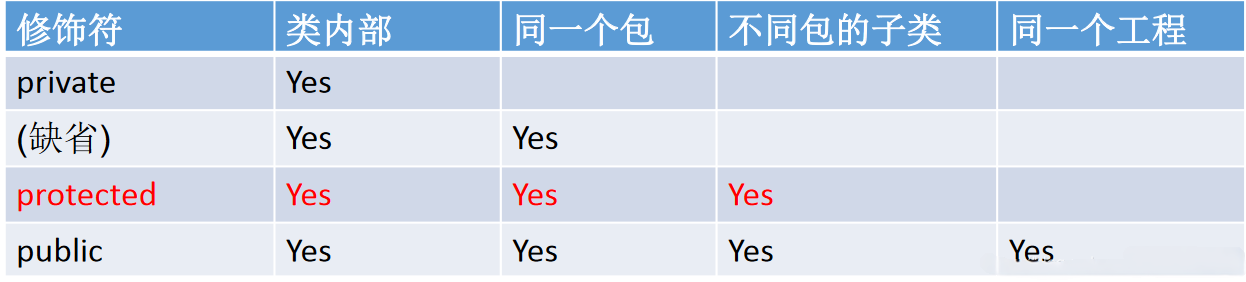 修饰符 类内部 同一个包 不同包的子类 同一个工程
private Yes
(缺省) Yes Yes
protected Yes Yes Yes
public Yes Yes Yes Yes